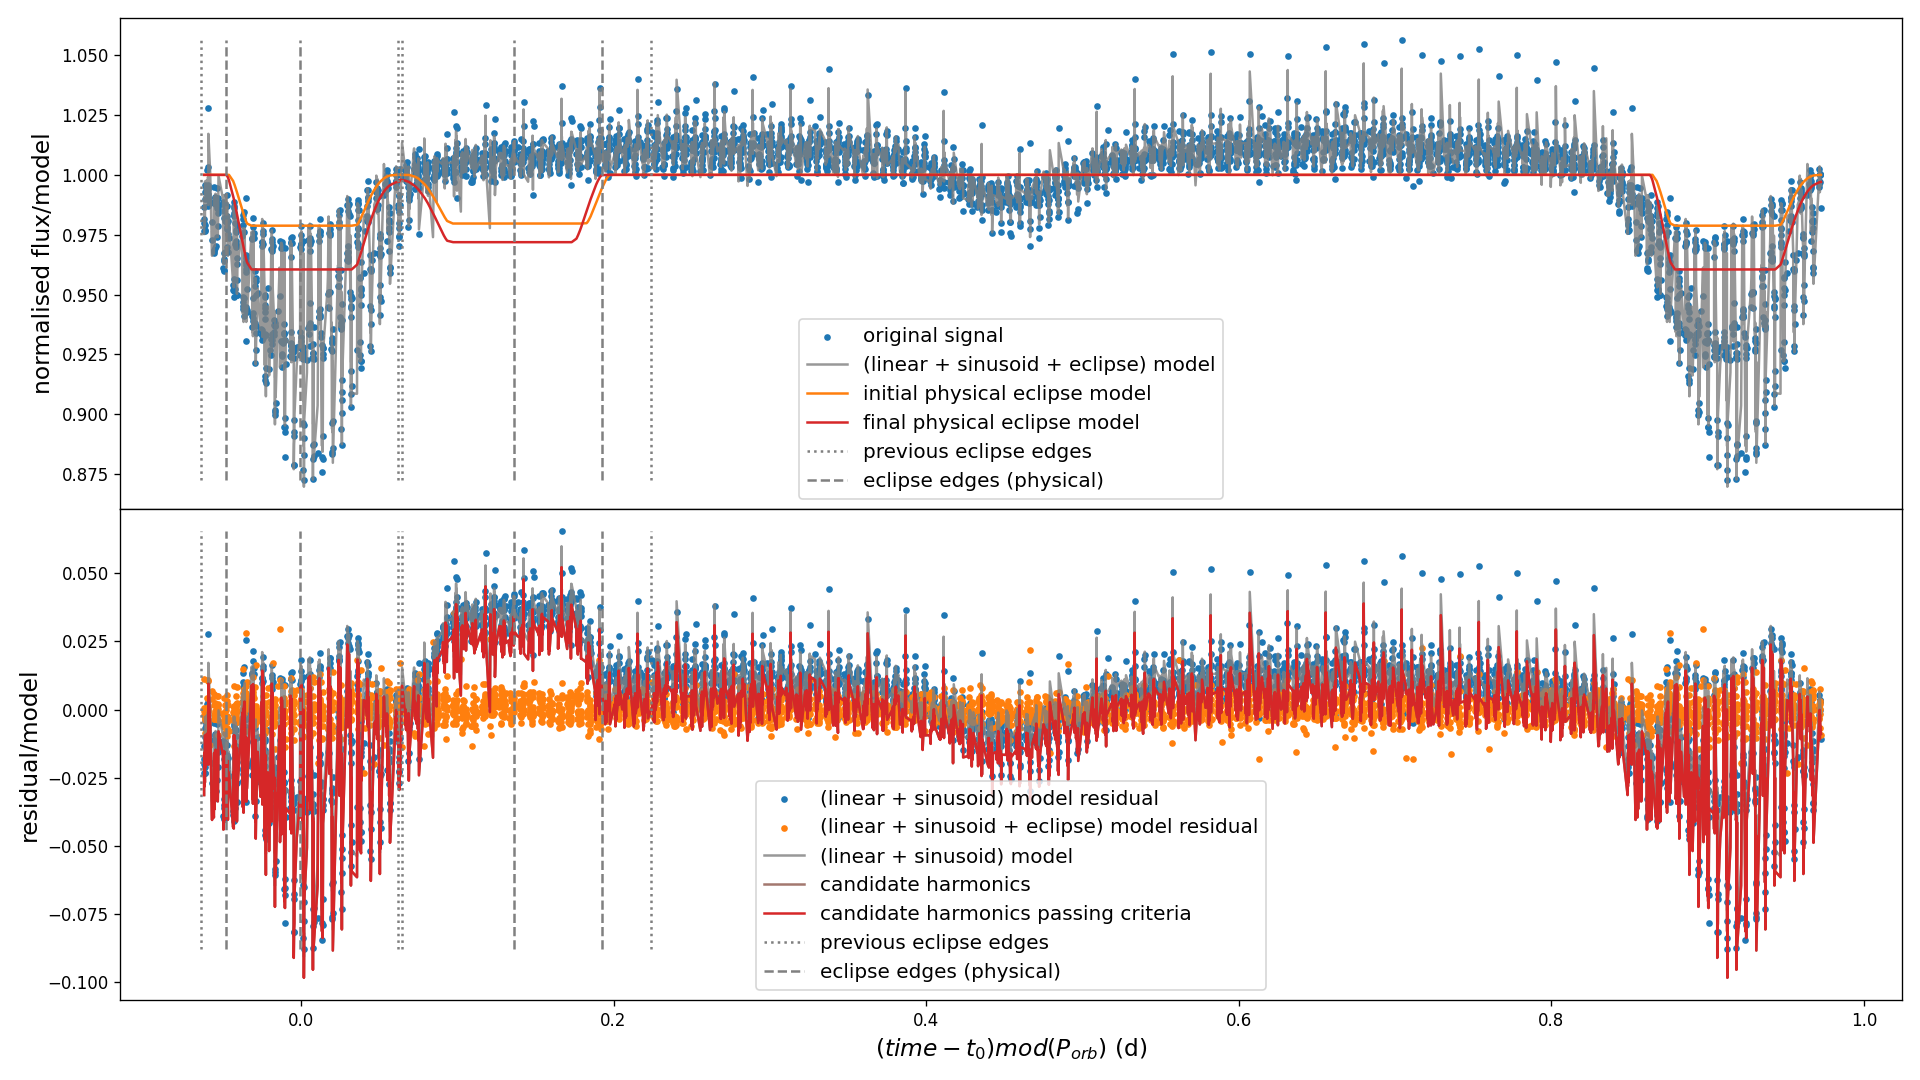 normalised flux/model
1.050
1.025
1.000
0.975
0.950
0.925
0.900
0.875
original signal
(linear + sinusoid + eclipse) model
initial physical eclipse model
final physical eclipse model
previous eclipse edges
eclipse edges (physical)
residual/model
0.050
0.025
0.000
−0.025
−0.050
−0.075
−0.100
(linear + sinusoid) model residual
(linear + sinusoid + eclipse) model residual
(linear + sinusoid) model
candidate harmonics
candidate harmonics passing criteria
previous eclipse edges
eclipse edges (physical)
0.0 0.2 0.4 0.6 0.8 1.0
(time − t_0)mod(P_orb) (d)